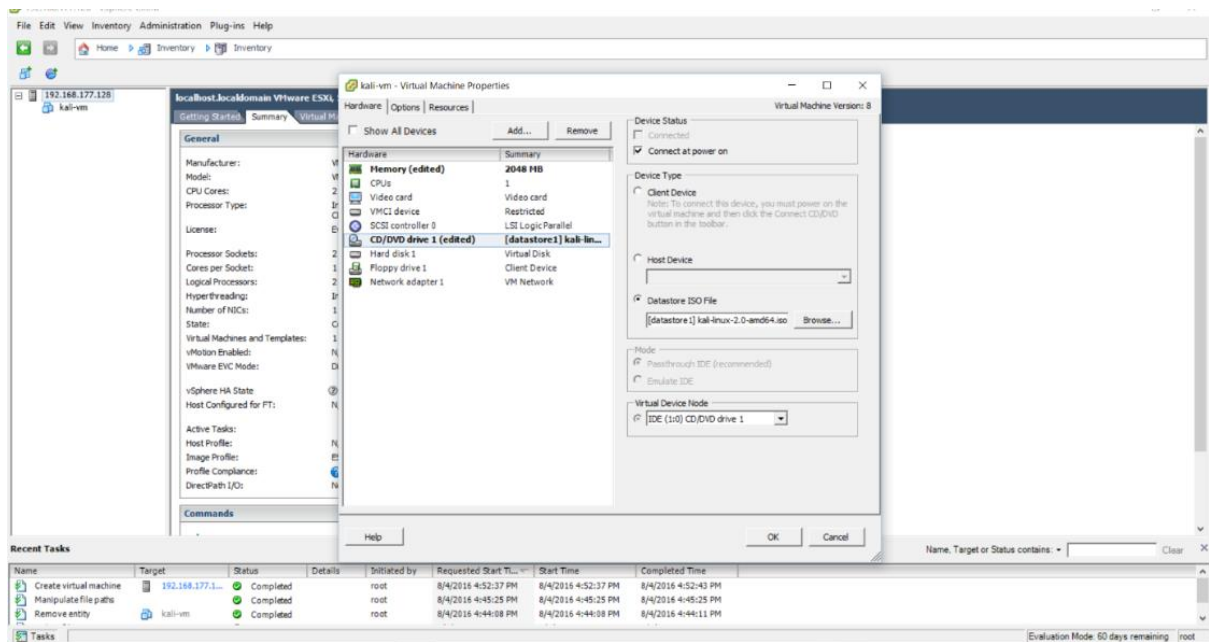 File Edit View Inventory Administration Plug-ins Help
Home Inventory Inventory
192.168.177.128
kali-vm
localhost.localdomain VMware ESXi,
Getting Started Summary Virtual M
General
Manufacturer:
Model:
CPU Cores: 2
Processor Type:
License:
Processor Sockets: 2
Cores per Socket: 1
Logical Processors: 2
Hyperthreading:
Number of NICs: 1
State:
Virtual Machines and Templates: 1
vMotion Enabled:
VMware EVC Mode:
vSphere HA State
Host Configured for FT:
Active Tasks:
Host Profile:
Image Profile:
Profile Compliance:
DirectPath I/O:
Commands
kali-vm - Virtual Machine Properties
Hardware Options Resources
Virtual Machine Version: 8
Show All Devices Add... Remove
Hardware Summary
Memory (edited) 2048 MB
CPUs 1
Video card Video card
VMCI device Restricted
SCSI controller 0 LSI Logic Parallel
CD/DVD drive 1 (edited) [datastore1] kali-lin...
Hard disk 1 Virtual Disk
Floppy drive 1 Client Device
Network adapter 1 VM Network
Device Status
Connected
Connect at power on
Device Type
Client Device
Note: To connect this device, you must power on the
virtual machine and then click the Connect CD/DVD
button in the toolbar.
Host Device
Datastore ISO File
[datastore1] kali-linux-2.0-amd64.iso Browse...
Mode
Passthrough IDE (recommended)
Emulate IDE
Virtual Device Node
IDE (1:0) CD/DVD drive 1
Help OK Cancel
Recent Tasks
Name, Target or Status contains: Clear
Name Target Status Details Initiated by Requested Start Ti... Start Time Completed Time
Create virtual machine 192.168.177.1... Completed root 8/4/2016 4:52:37 PM 8/4/2016 4:52:37 PM 8/4/2016 4:52:43 PM
Manipulate file paths Completed root 8/4/2016 4:45:25 PM 8/4/2016 4:45:25 PM 8/4/2016 4:45:25 PM
Remove entity kali-vm Completed root 8/4/2016 4:44:08 PM 8/4/2016 4:44:08 PM 8/4/2016 4:44:11 PM
Tasks Evaluation Mode: 60 days remaining root